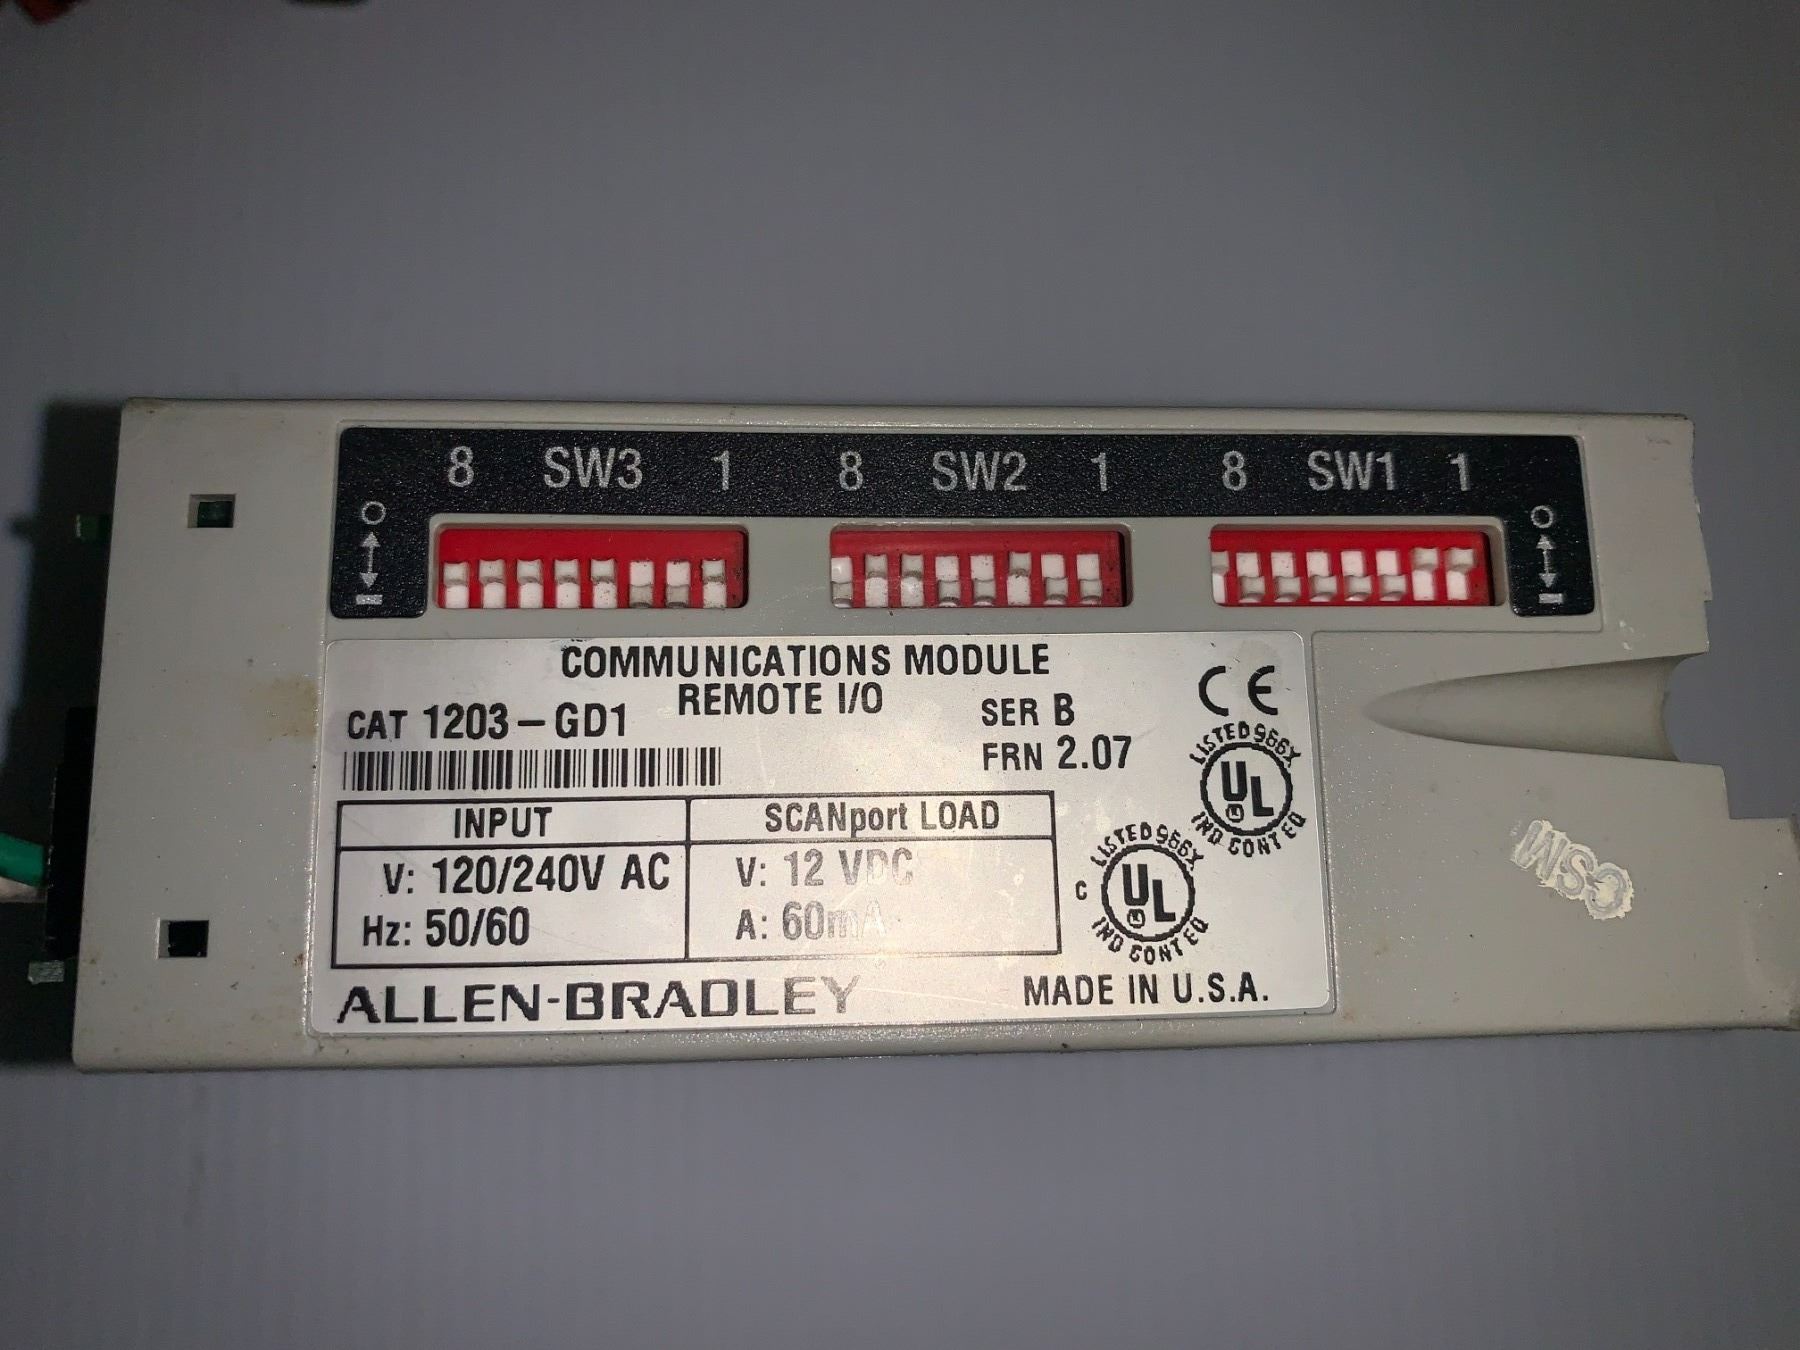 8 SW3 1 8 SW2 1 8 SW1 1
COMMUNICATIONS MODULE
REMOTE I/O
CAT 1203-GD1
SER B
FRN 2.07
INPUT
V: 120/240V AC
Hz: 50/60
SCANport LOAD
V: 12 VDC
A: 60mA
CE
LISTED 966X
UL
IND CONT EQ
LISTED 966X
C UL
IND CONT EQ
ALLEN-BRADLEY
MADE IN U.S.A.